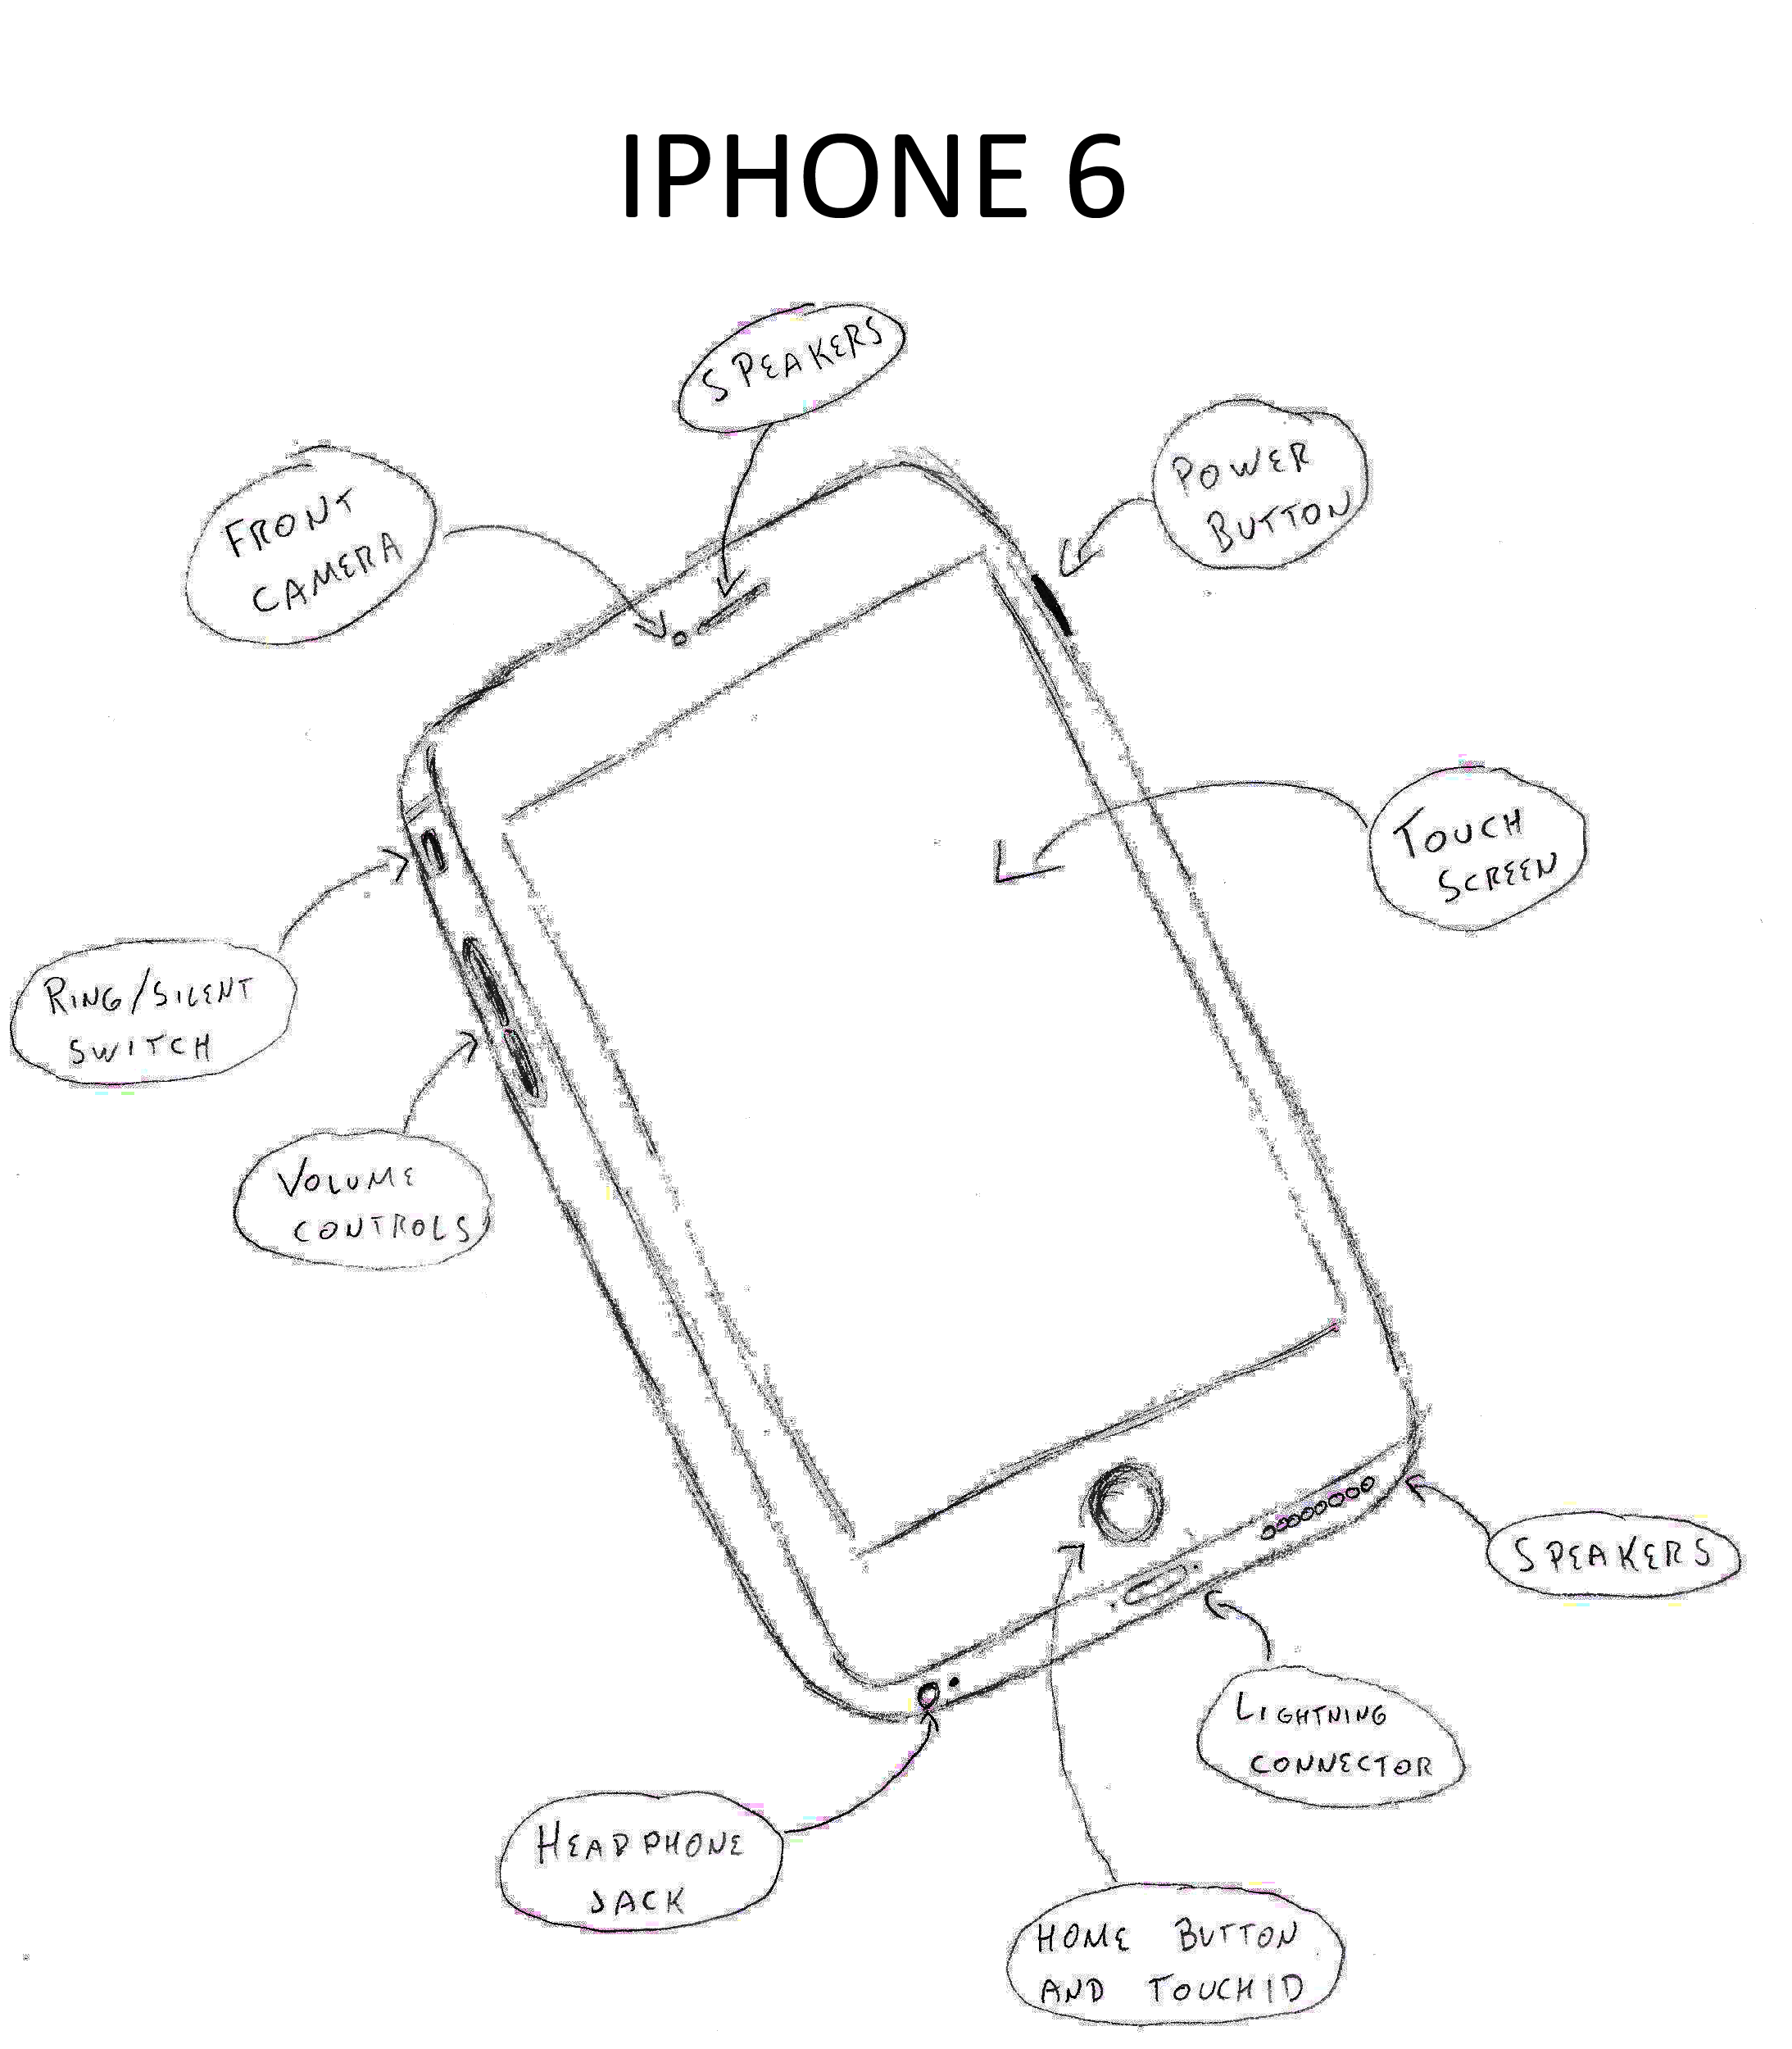 IPHONE 6
SPEAKERS
FRONT
CAMERA
POWER
BUTTON
TOUCH
SCREEN
RING/SILENT
SWITCH
VOLUME
CONTROLS
SPEAKERS
LIGHTNING
CONNECTOR
HEADPHONE
JACK
HOME BUTTON
AND TOUCHID